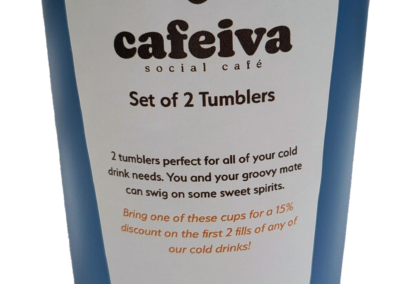 cafeiva
social café
Set of 2 Tumblers
2 tumblers perfect for all of your cold
drink needs. You and your groovy mate
can swig on some sweet spirits.
Bring one of these cups for a 15%
discount on the first 2 fills of any of
our cold drinks!